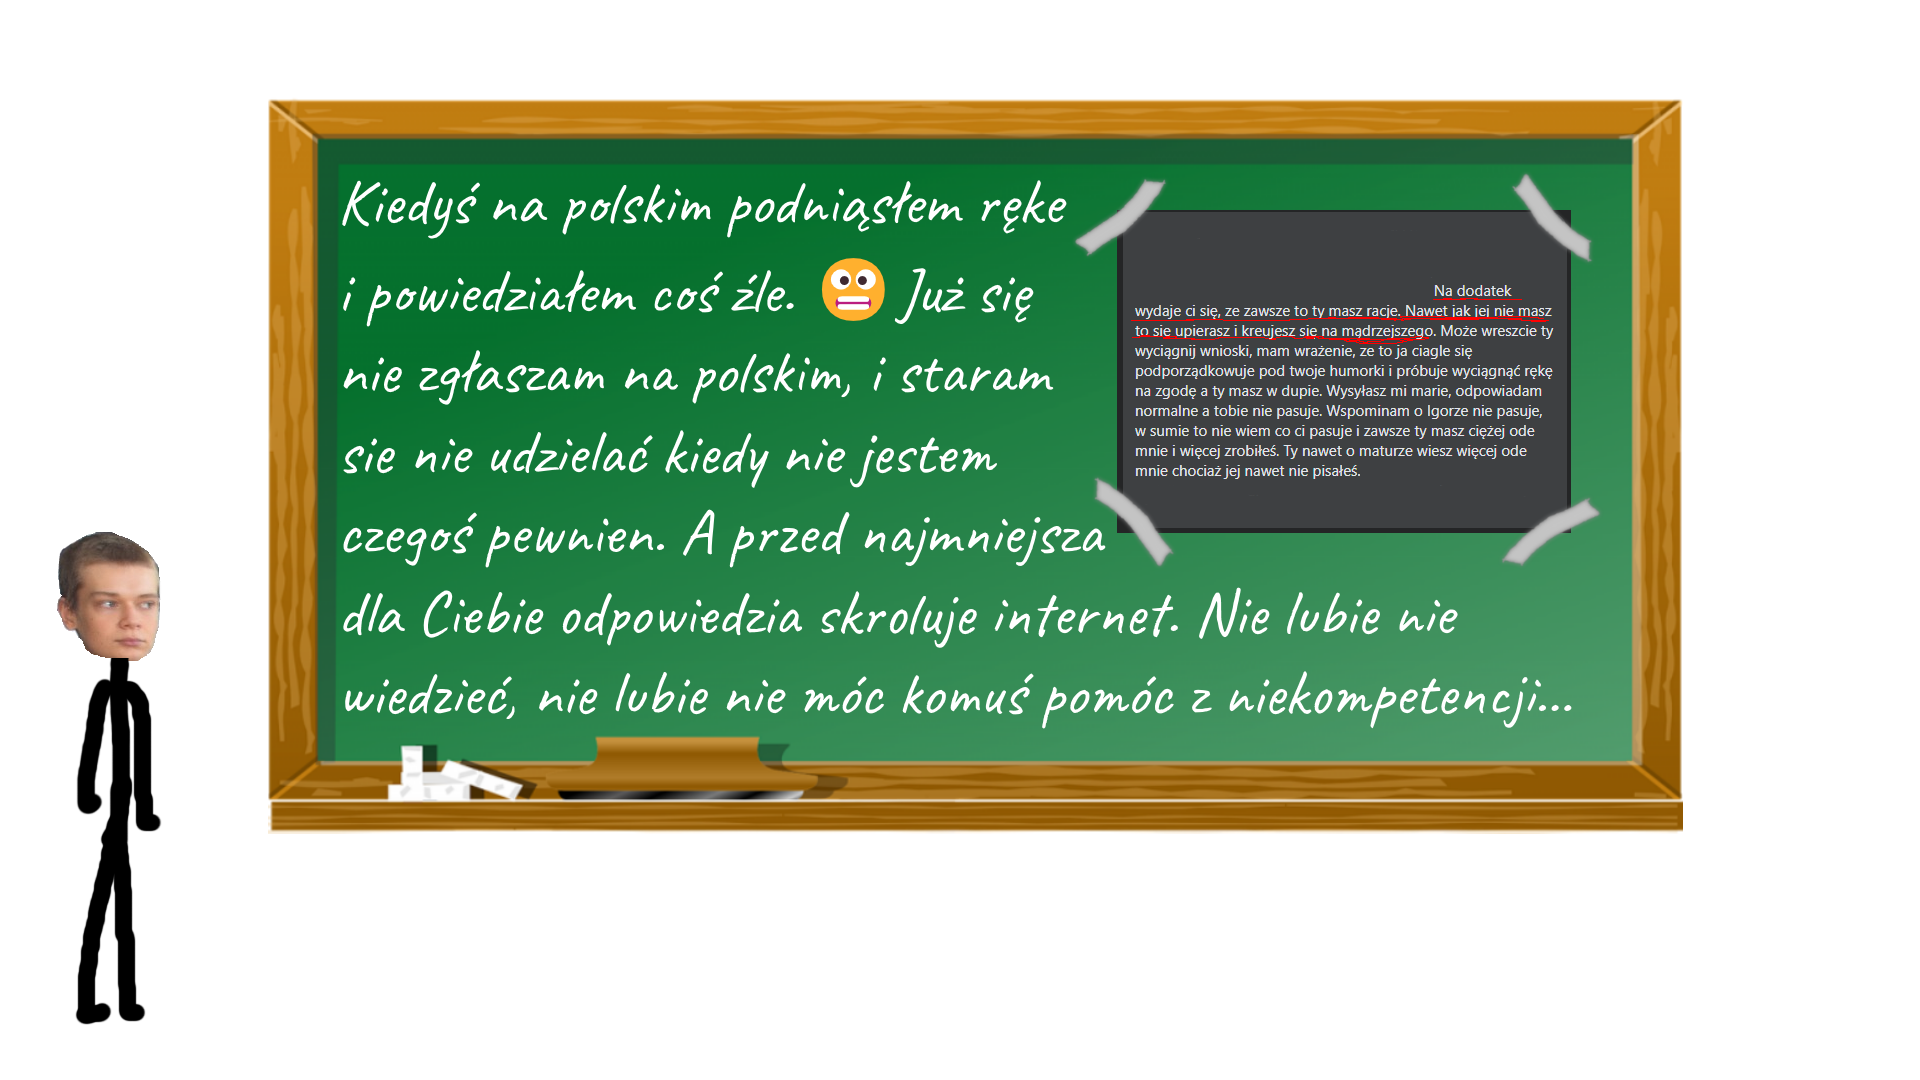 Kiedyś na polskim podniąsłem ręke
i powiedziałem coś źle. 😬 Już się
nie zgłaszam na polskim, i staram
sie nie udzielać kiedy nie jestem
czegoś pewnien. A przed najmniejsza
dla Ciebie odpowiedzia skroluje internet. Nie lubie nie
wiedzieć, nie lubie nie móc komuś pomóc z niekompetencji...
Na dodatek
wydaje ci się, ze zawsze to ty masz rację. Nawet jak jej nie masz
to sie upierasz i kreujesz się na mądrzejszego. Może wreszcie ty
wyciągnij wnioski, mam wrażenie, ze to ja ciagle się
podporządkowuje pod twoje humorki i próbuje wyciągnąć rękę
na zgodę a ty masz w dupie. Wysyłasz mi marie, odpowiadam
normalne a tobie nie pasuje. Wspominam o Igorze nie pasuje,
w sumie to nie wiem co ci pasuje i zawsze ty masz ciężej ode
mnie i więcej zrobiłeś. Ty nawet o maturze wiesz więcej ode
mnie chociaż jej nawet nie pisałeś.